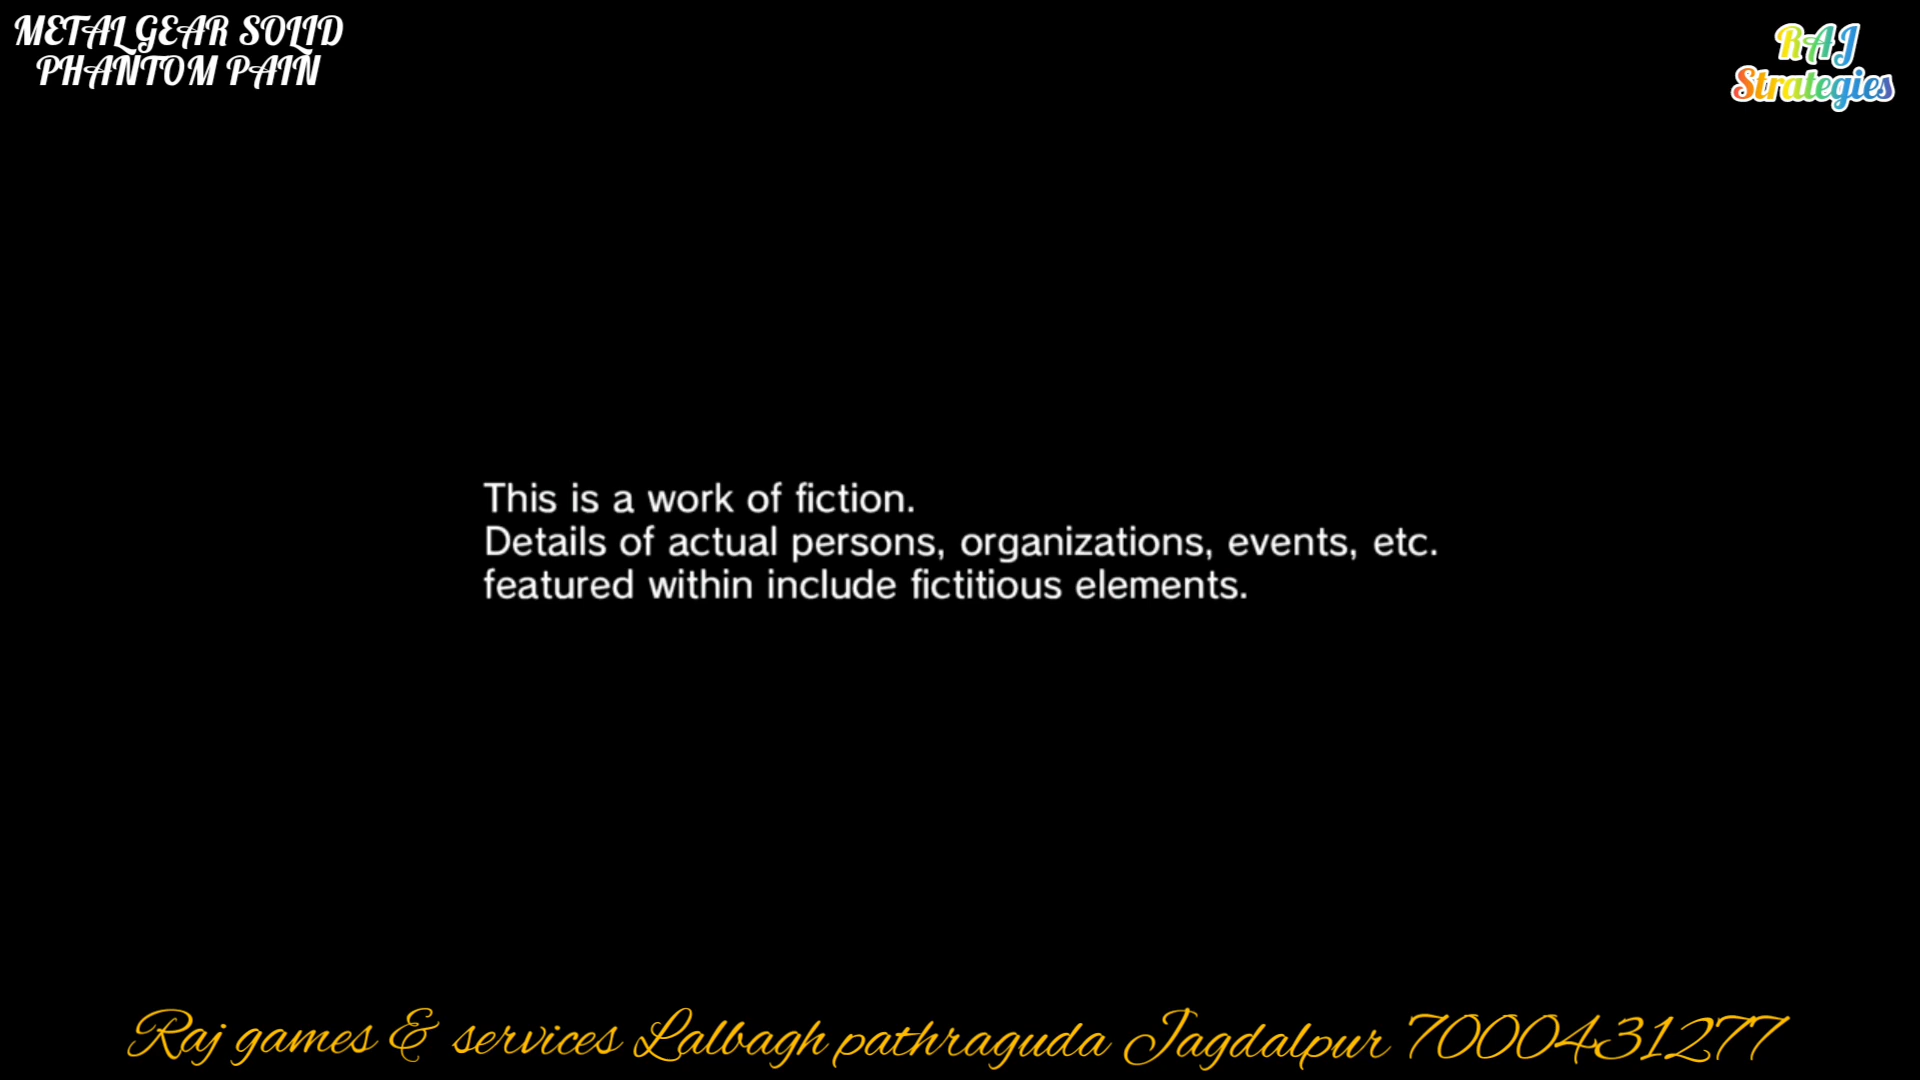 METAL GEAR SOLID
PHANTOM PAIN
RAJ
Strategies
This is a work of fiction.
Details of actual persons, organizations, events, etc.
featured within include fictitious elements.
Raj games & services Lalbagh pathraguda Jagdalpur 7000431277